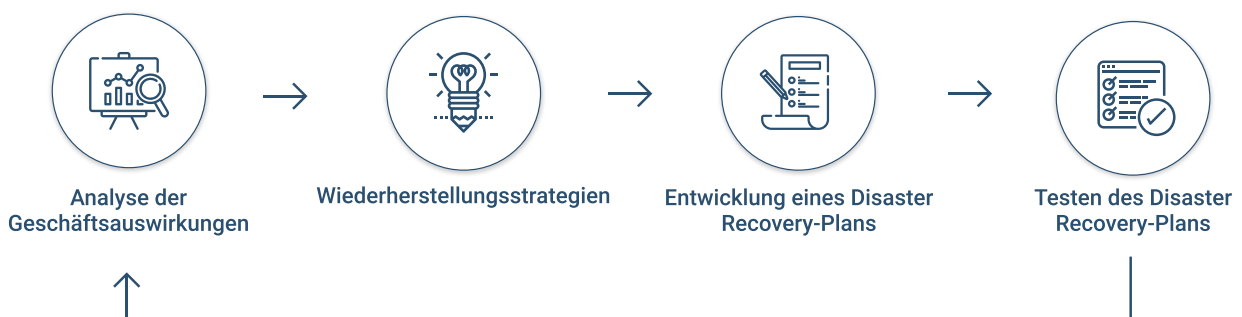 Analyse der
Geschäftsauswirkungen
Wiederherstellungsstrategien
Entwicklung eines Disaster
Recovery-Plans
Testen des Disaster
Recovery-Plans